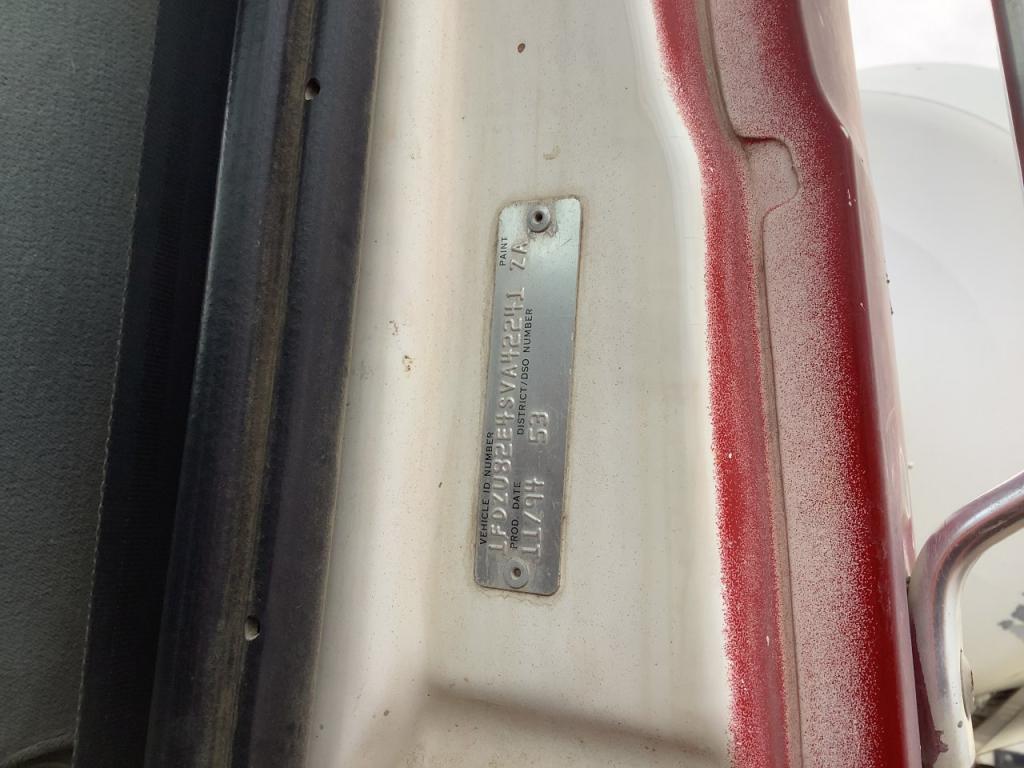 VEHICLE ID NUMBER PAINT
1FDZU82E4SVA42241 ZA
PROD. DATE DISTRICT/DSO NUMBER
11/94 53